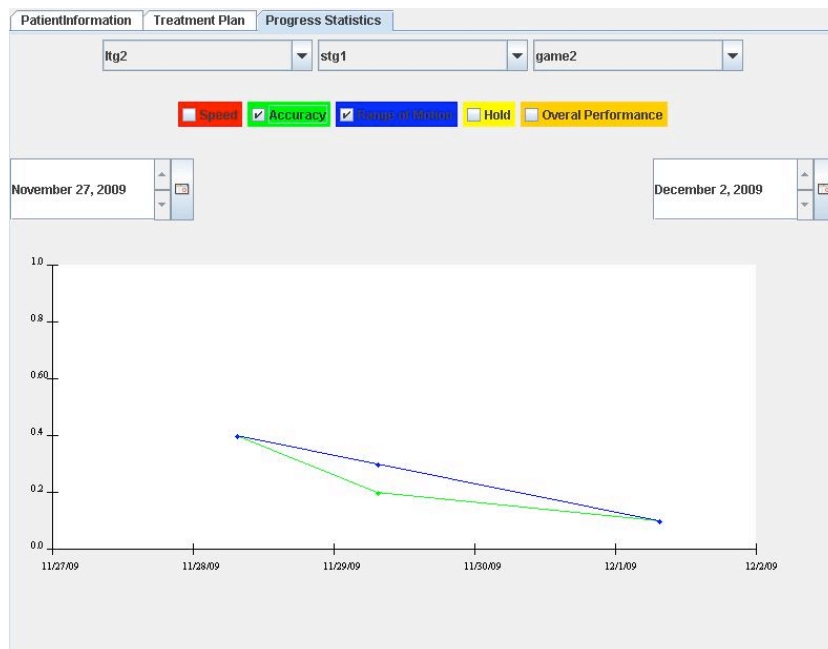 PatientInformation Treatment Plan Progress Statistics
ltg2 stg1 game2
Speed Accuracy Range of Motion Hold Overal Performance
November 27, 2009 December 2, 2009
1.0
0.8
0.60
0.4
0.2
0.0
11/27/09 11/28/09 11/29/09 11/30/09 12/1/09 12/2/09